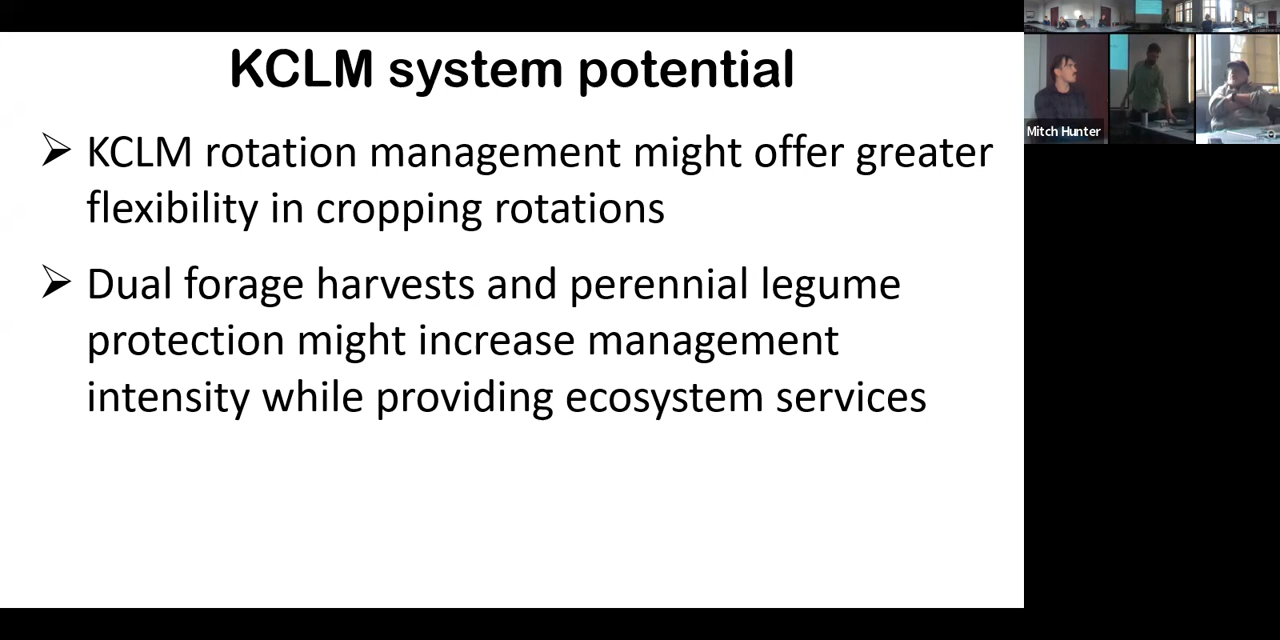 KCLM system potential
➢ KCLM rotation management might offer greater
flexibility in cropping rotations
➢ Dual forage harvests and perennial legume
protection might increase management
intensity while providing ecosystem services
Mitch Hunter